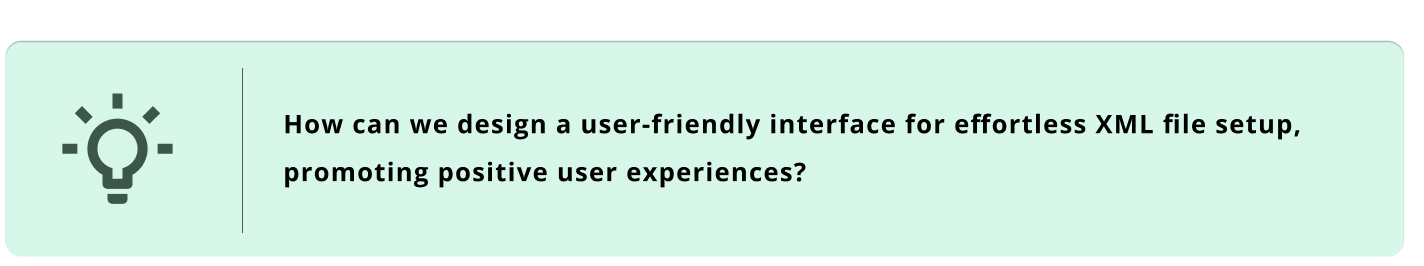 How can we design a user-friendly interface for effortless XML file setup,
promoting positive user experiences?